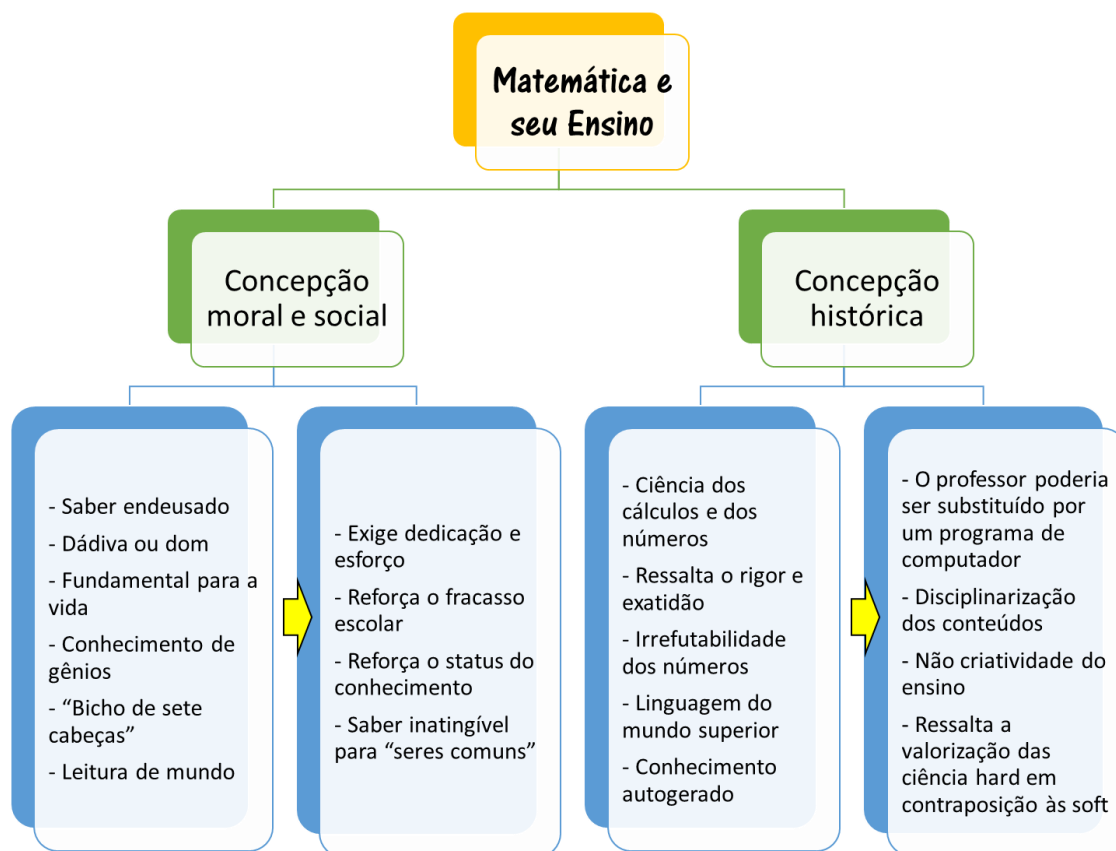 Matemática e
seu Ensino
Concepção
moral e social
Concepção
histórica
- Saber endeusado
- Dádiva ou dom
- Fundamental para a
vida
- Conhecimento de
gênios
- “Bicho de sete
cabeças”
- Leitura de mundo
- Exige dedicação e
esforço
- Reforça o fracasso
escolar
- Reforça o status do
conhecimento
- Saber inatingível
para “seres comuns”
- Ciência dos
cálculos e dos
números
- Ressalta o rigor e
exatidão
- Irrefutabilidade
dos números
- Linguagem do
mundo superior
- Conhecimento
autogerado
- O professor poderia
ser substituído por
um programa de
computador
- Disciplinarização
dos conteúdos
- Não criatividade do
ensino
- Ressalta a
valorização das
ciência hard em
contraposição às soft